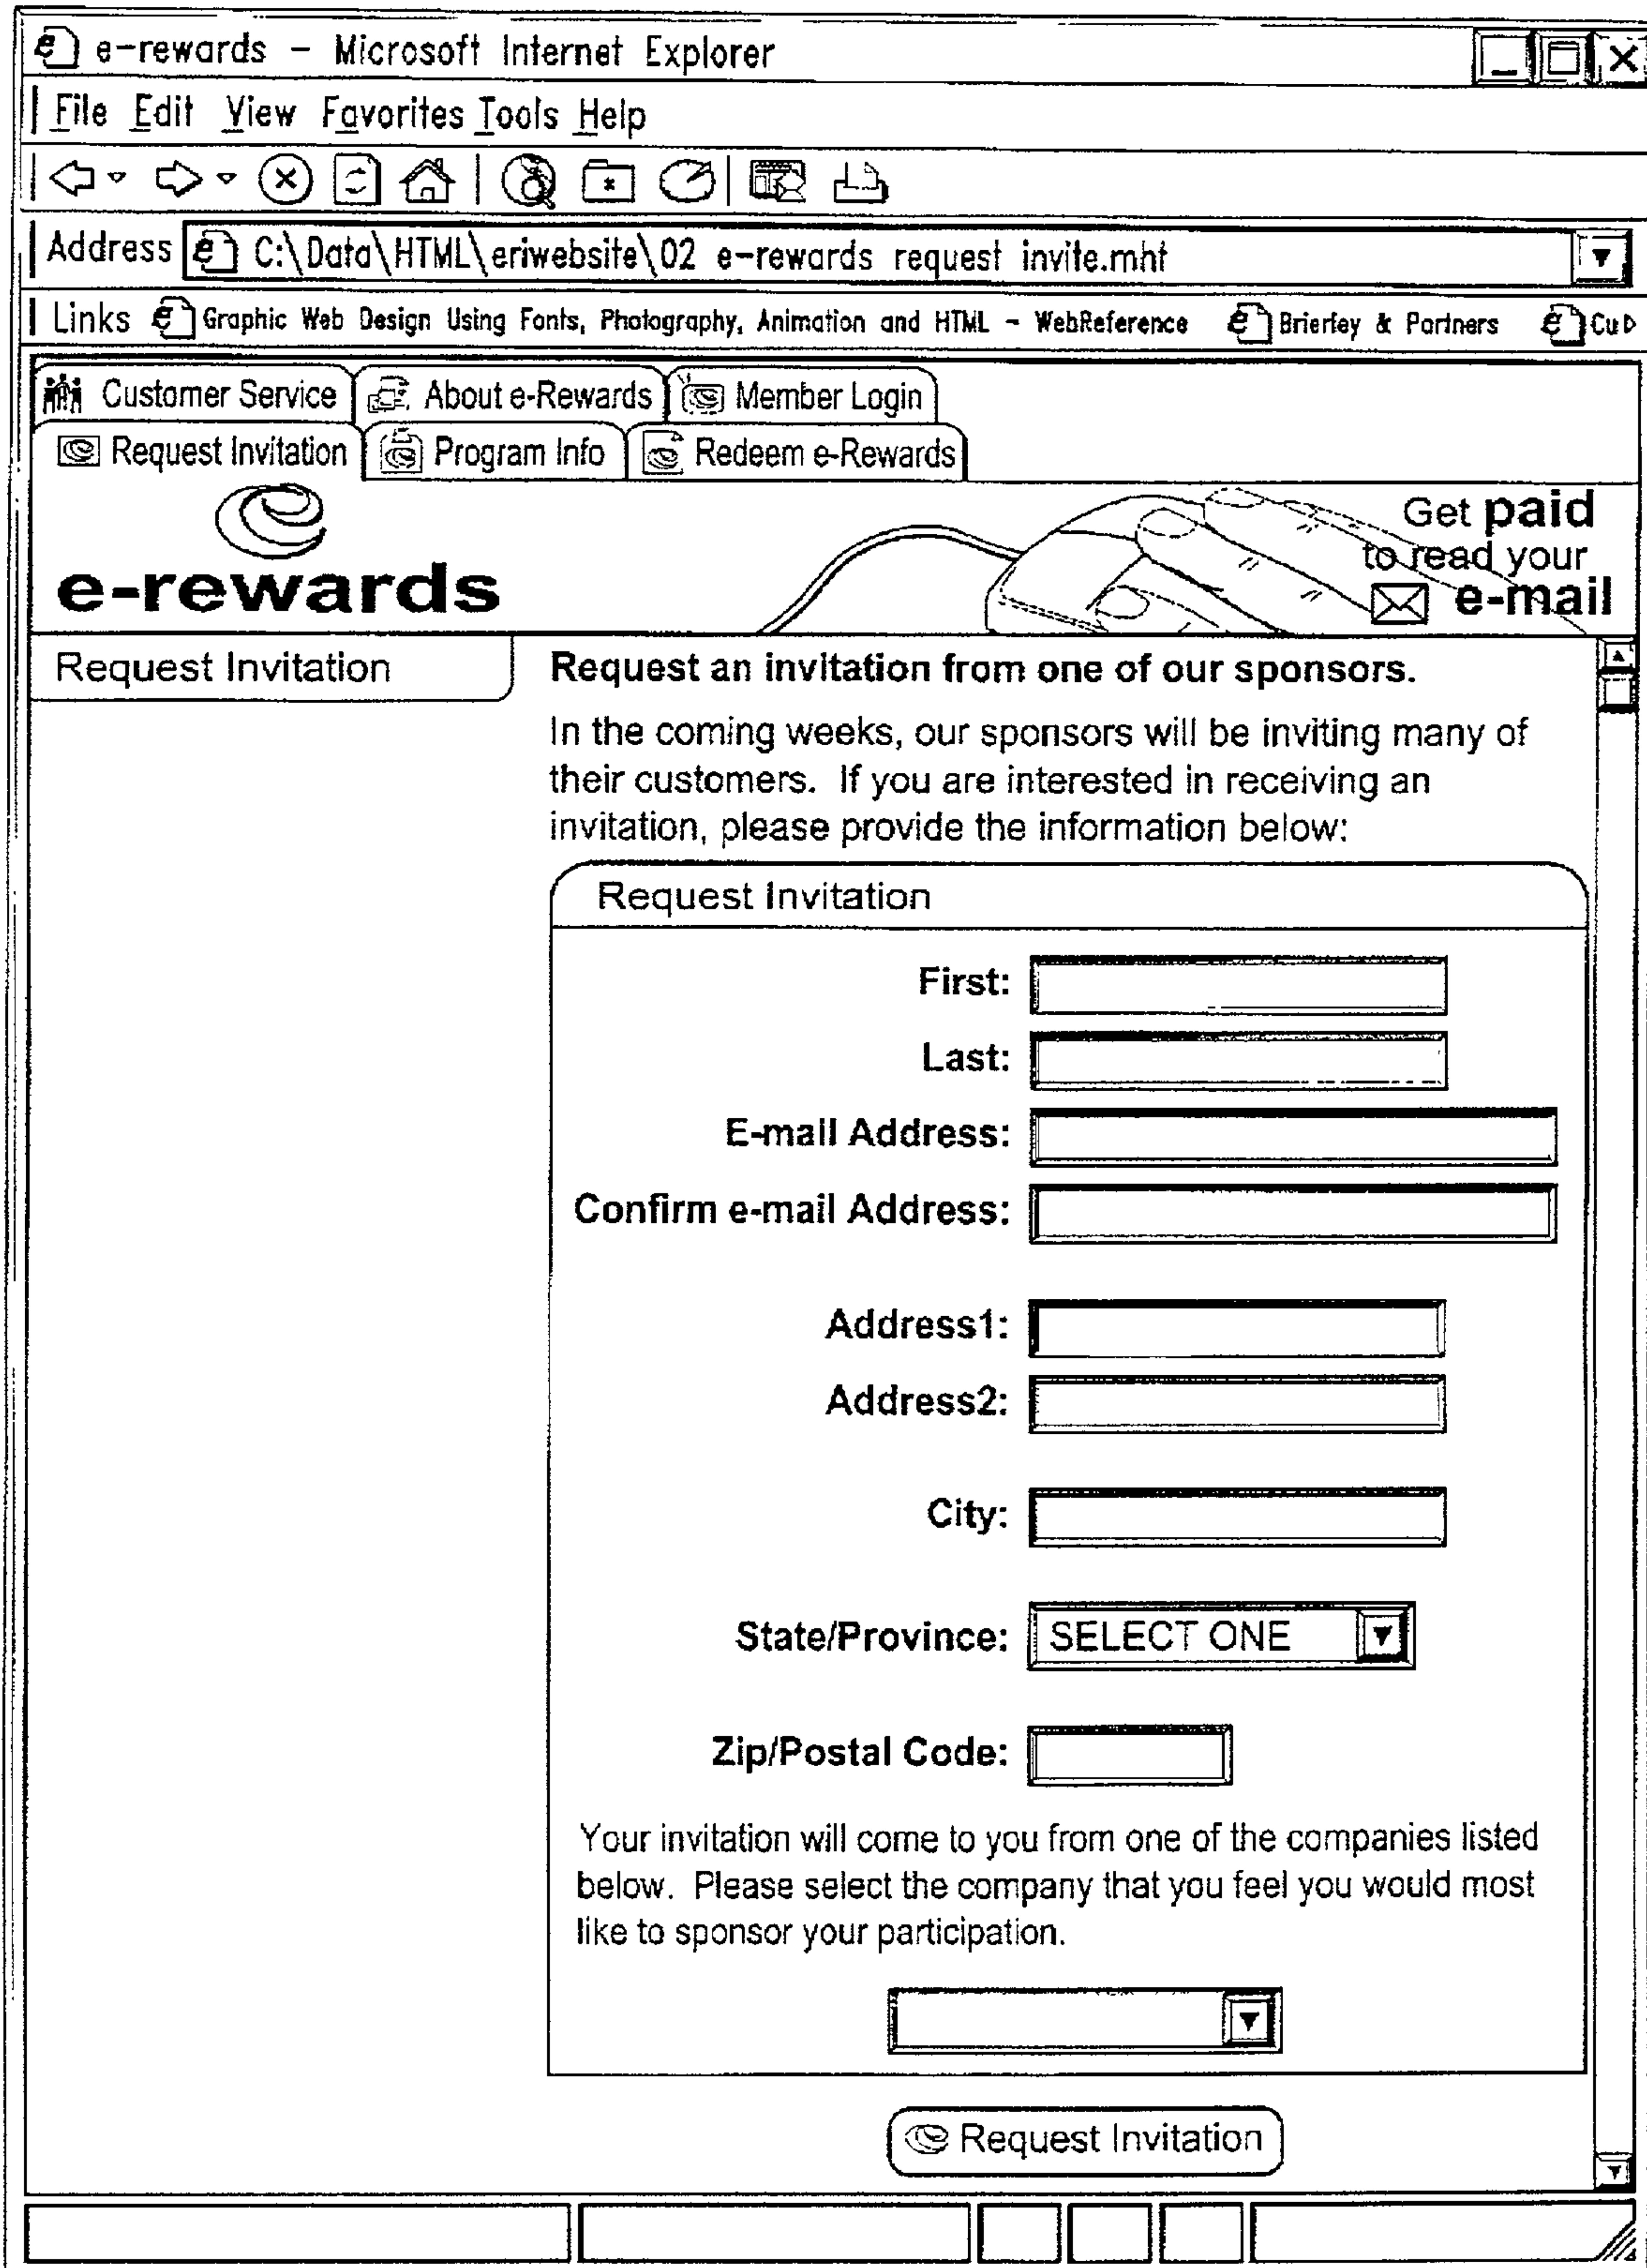 e-rewards - Microsoft Internet Explorer
File Edit View Favorites Tools Help
Address C:\Data\HTML\eriwebsite\02 e-rewards request invite.mht
Links Graphic Web Design Using Fonts, Photography, Animation and HTML - WebReference Brierfey & Partners Cu
Customer Service About e-Rewards Member Login
Request Invitation Program Info Redeem e-Rewards
Get paid
to read your
e-mail
e-rewards
Request Invitation
Request an invitation from one of our sponsors.
In the coming weeks, our sponsors will be inviting many of
their customers. If you are interested in receiving an
invitation, please provide the information below:
Request Invitation
First:
Last:
E-mail Address:
Confirm e-mail Address:
Address1:
Address2:
City:
State/Province: SELECT ONE
Zip/Postal Code:
Your invitation will come to you from one of the companies listed
below. Please select the company that you feel you would most
like to sponsor your participation.
Request Invitation